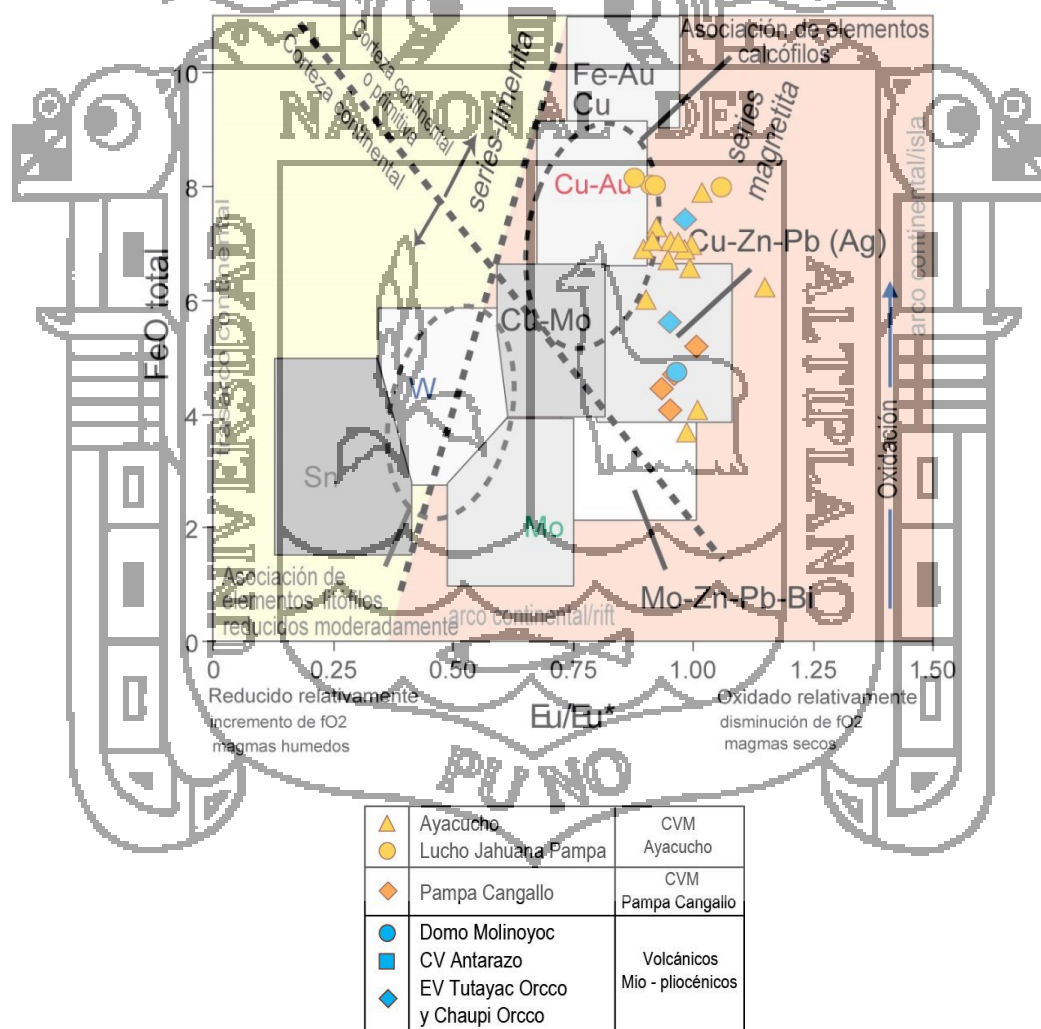 Asociación de elementos
calcófilos
Corteza continental
o primitiva
Corteza continental
series-ilmenita
series
magnetita
Fe-Au
Cu
NACIONAL DEL
Cu-Au
Cu-Zn-Pb (Ag)
Cu-Mo
W
Sn
Mo
Mo-Zn-Pb-Bi
UNIVERSIDAD
ALTIPLANO
trasarco continental
arco continental/isla
Oxidación
FeO total
10
8
6
4
2
0
Asociación de
elementos litófilos
reducidos moderadamente
arco continental/rift
0
0.25
0.50
0.75
1.00
1.25
1.50
Reducido relativamente
incremento de fO2
magmas humedos
Eu/Eu*
Oxidado relativamente
disminución de fO2
magmas secos
PUNO
Ayacucho
Lucho Jahuana Pampa
CVM
Ayacucho
Pampa Cangallo
CVM
Pampa Cangallo
Domo Molinoyoc
CV Antarazo
EV Tutayac Orcco
y Chaupi Orcco
Volcánicos
Mio - pliocénicos